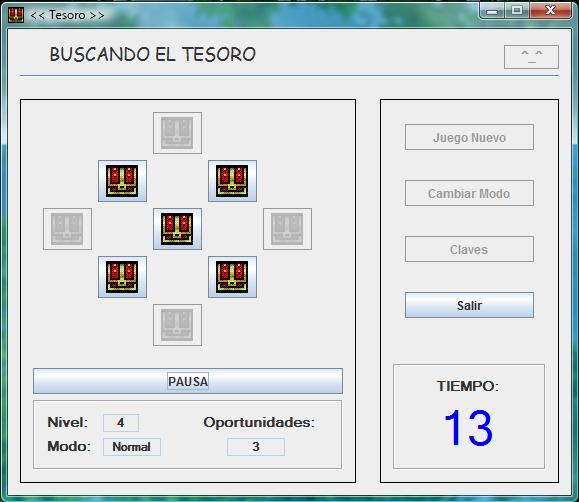 << Tesoro >>
BUSCANDO EL TESORO
^_^
Juego Nuevo
Cambiar Modo
Claves
Salir
PAUSA
Nivel: 4 Oportunidades:
Modo: Normal 3
TIEMPO:
13